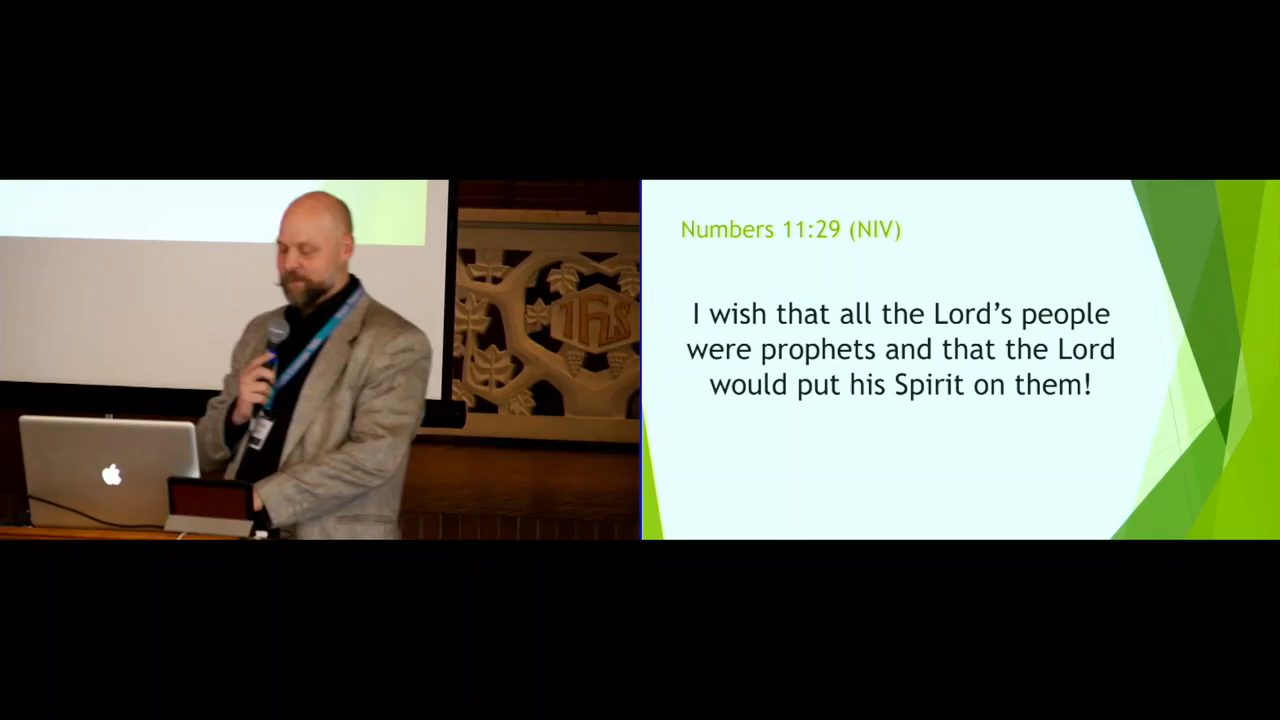 IHS
Numbers 11:29 (NIV)
I wish that all the Lord’s people
were prophets and that the Lord
would put his Spirit on them!